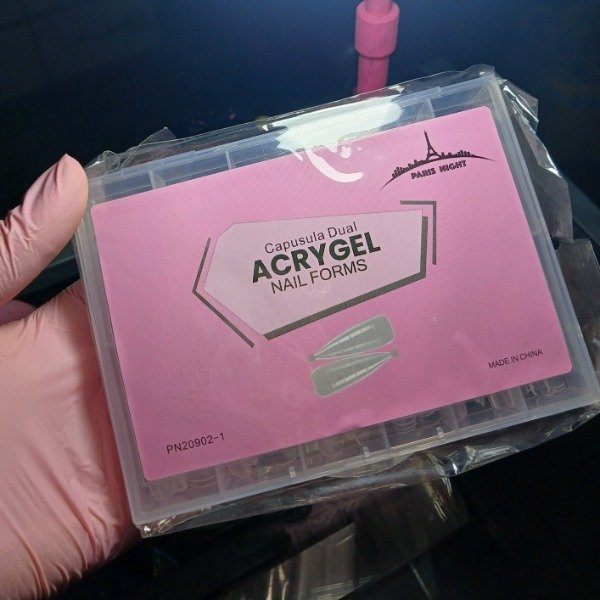 PARIS NIGHT
Capusula Dual
ACRYGEL
NAIL FORMS
MADE IN CHINA
PN20902-1